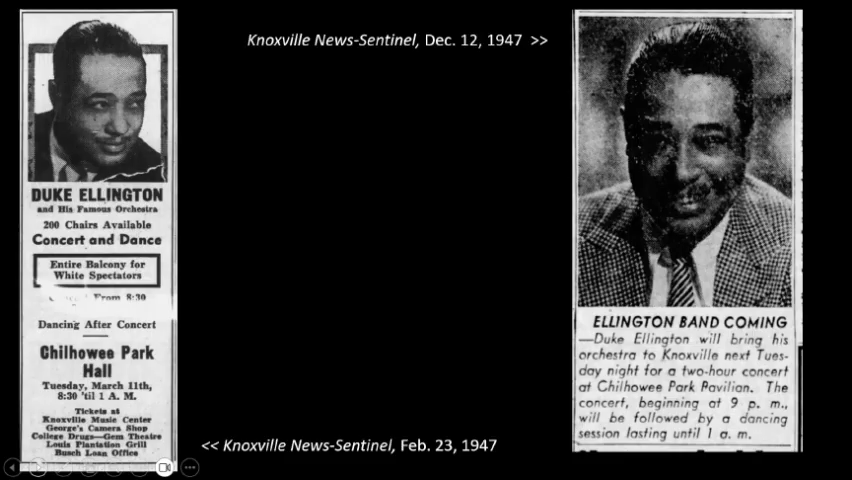 DUKE ELLINGTON
and His Famous Orchestra
200 Chairs Available
Concert and Dance
Entire Balcony for
White Spectators
From 8:30
Dancing After Concert
Chilhowee Park
Hall
Tuesday, March 11th,
8:30 'til 1 A. M.
Tickets at
Knoxville Music Center
George's Camera Shop
College Drugs—Gem Theatre
Louis Plantation Grill
Busch Loan Office
Knoxville News-Sentinel, Dec. 12, 1947 >>
<< Knoxville News-Sentinel, Feb. 23, 1947
ELLINGTON BAND COMING
—Duke Ellington will bring his
orchestra to Knoxville next Tues-
day night for a two-hour concert
at Chilhowee Park Pavilion. The
concert, beginning at 9 p. m.,
will be followed by a dancing
session lasting until 1 a. m.